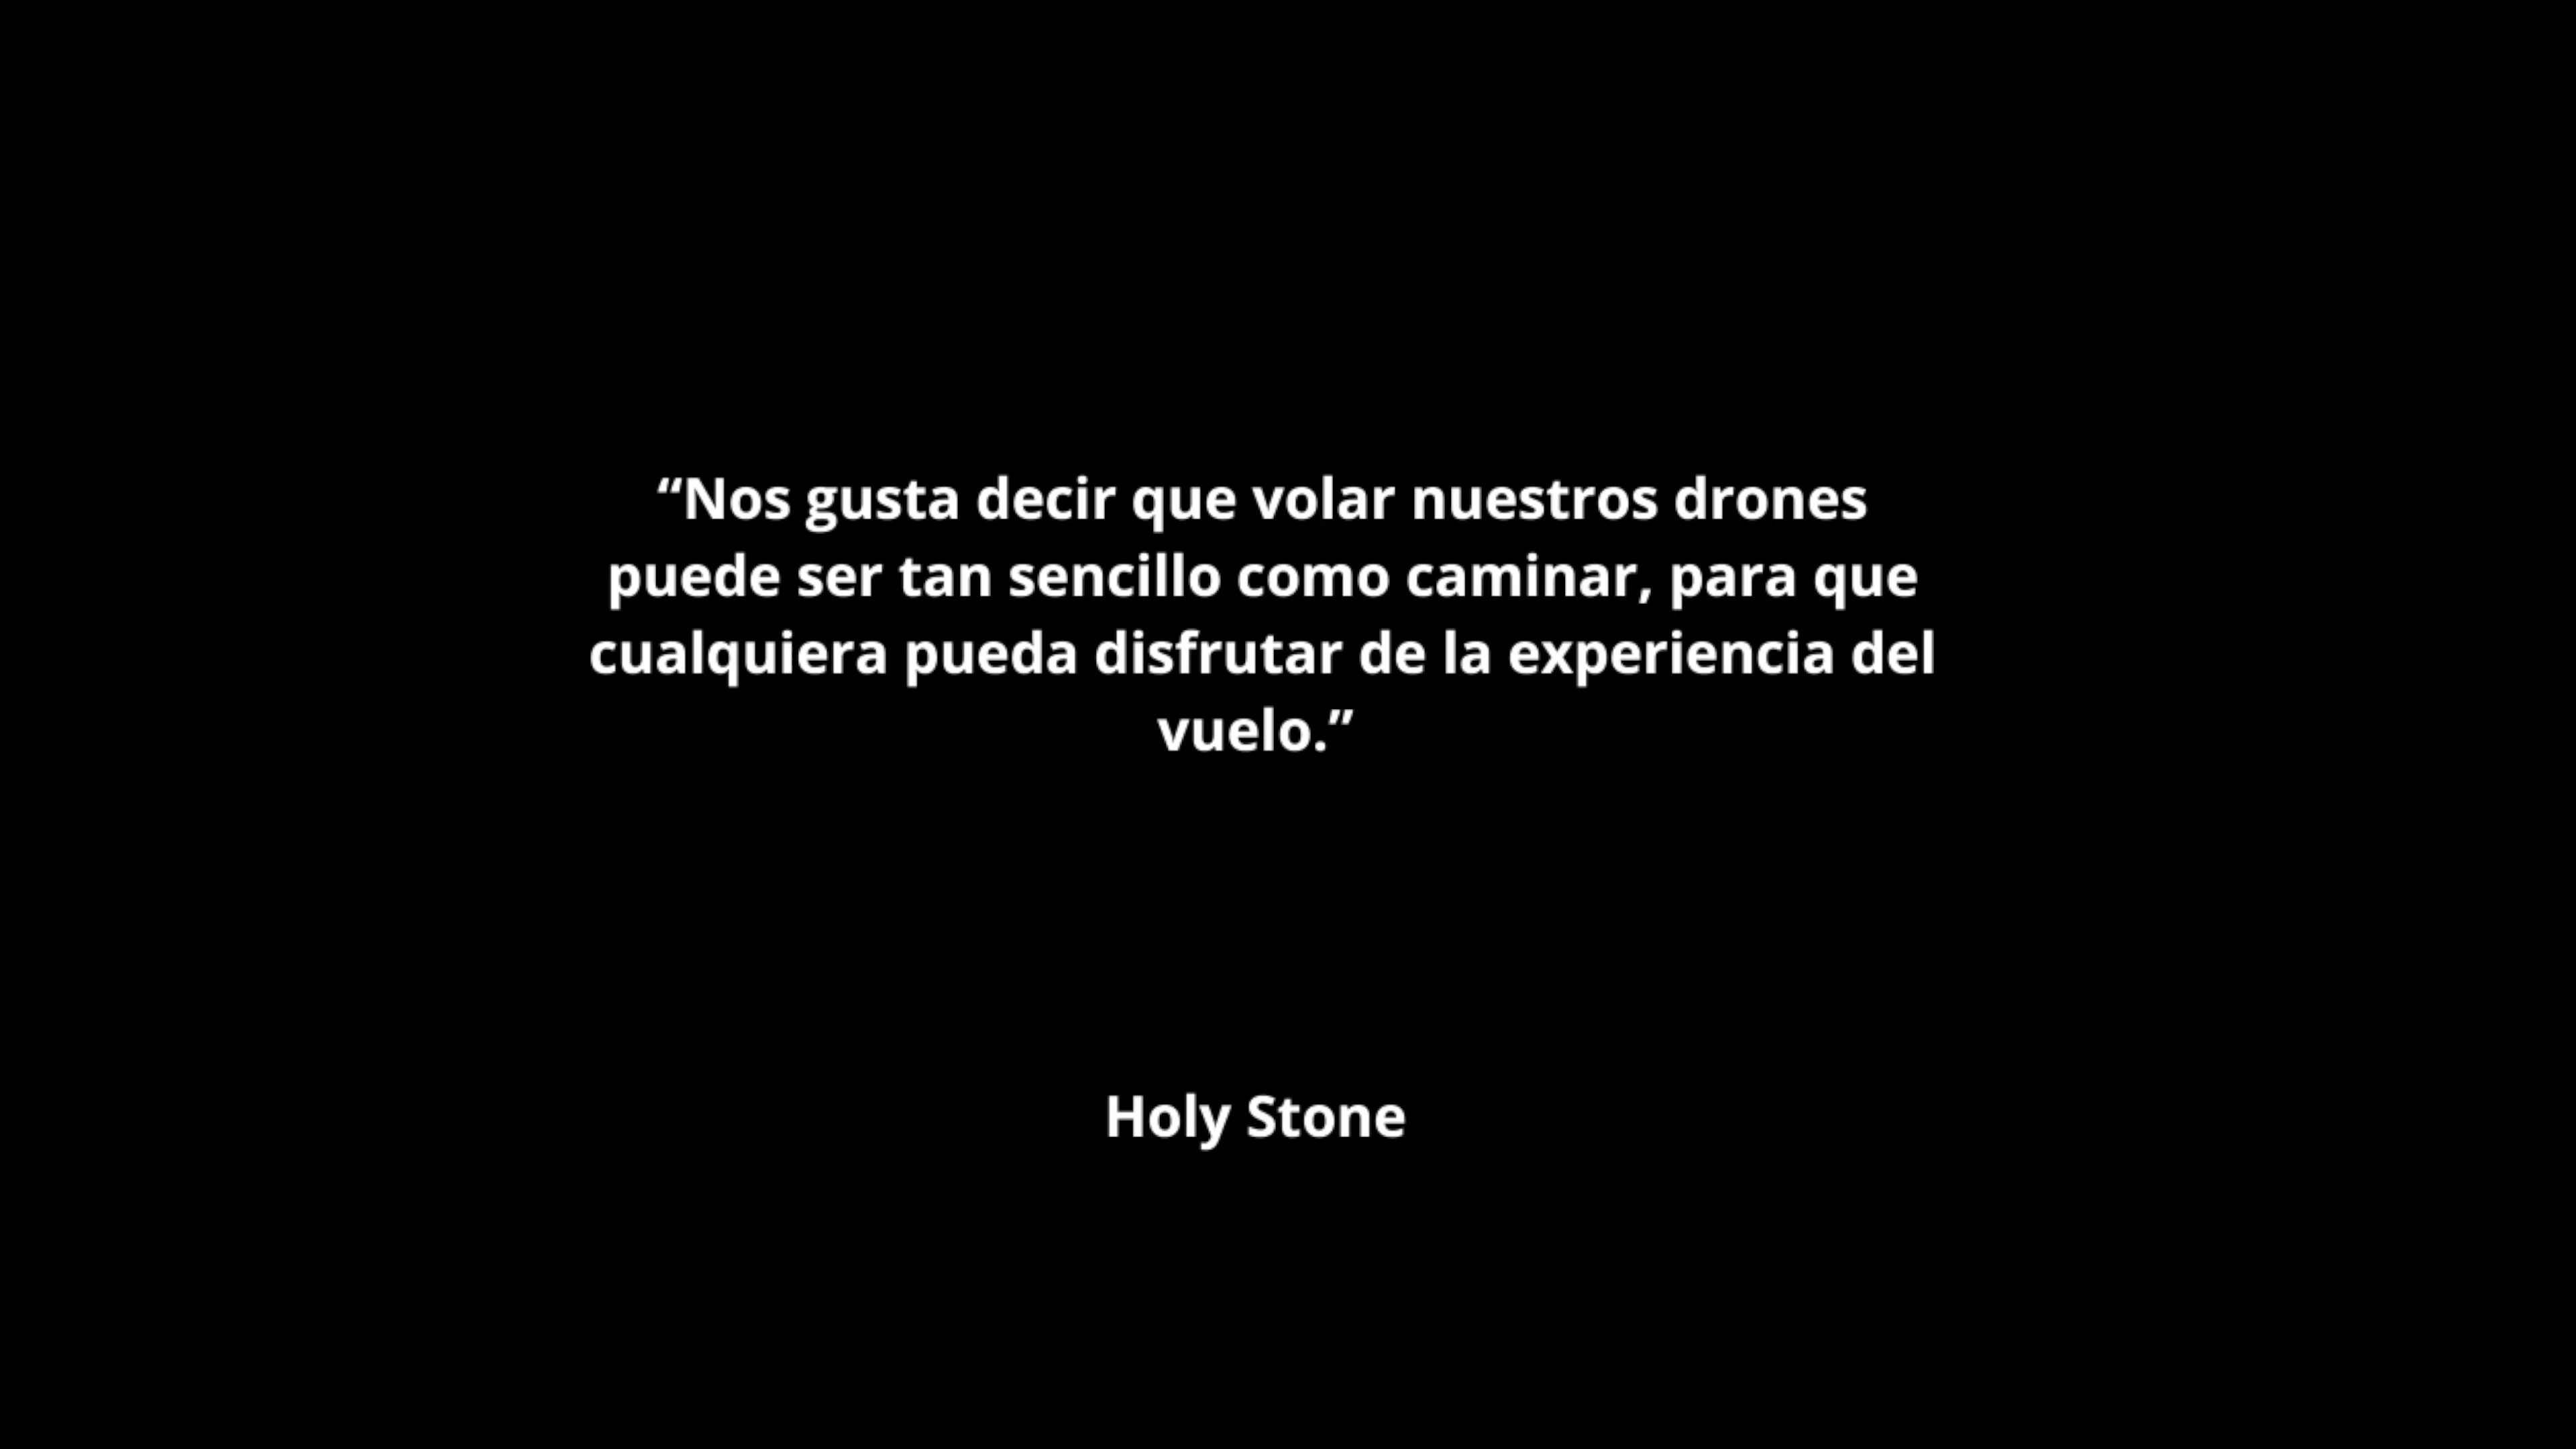 “Nos gusta decir que volar nuestros drones
puede ser tan sencillo como caminar, para que
cualquiera pueda disfrutar de la experiencia del
vuelo.”
Holy Stone